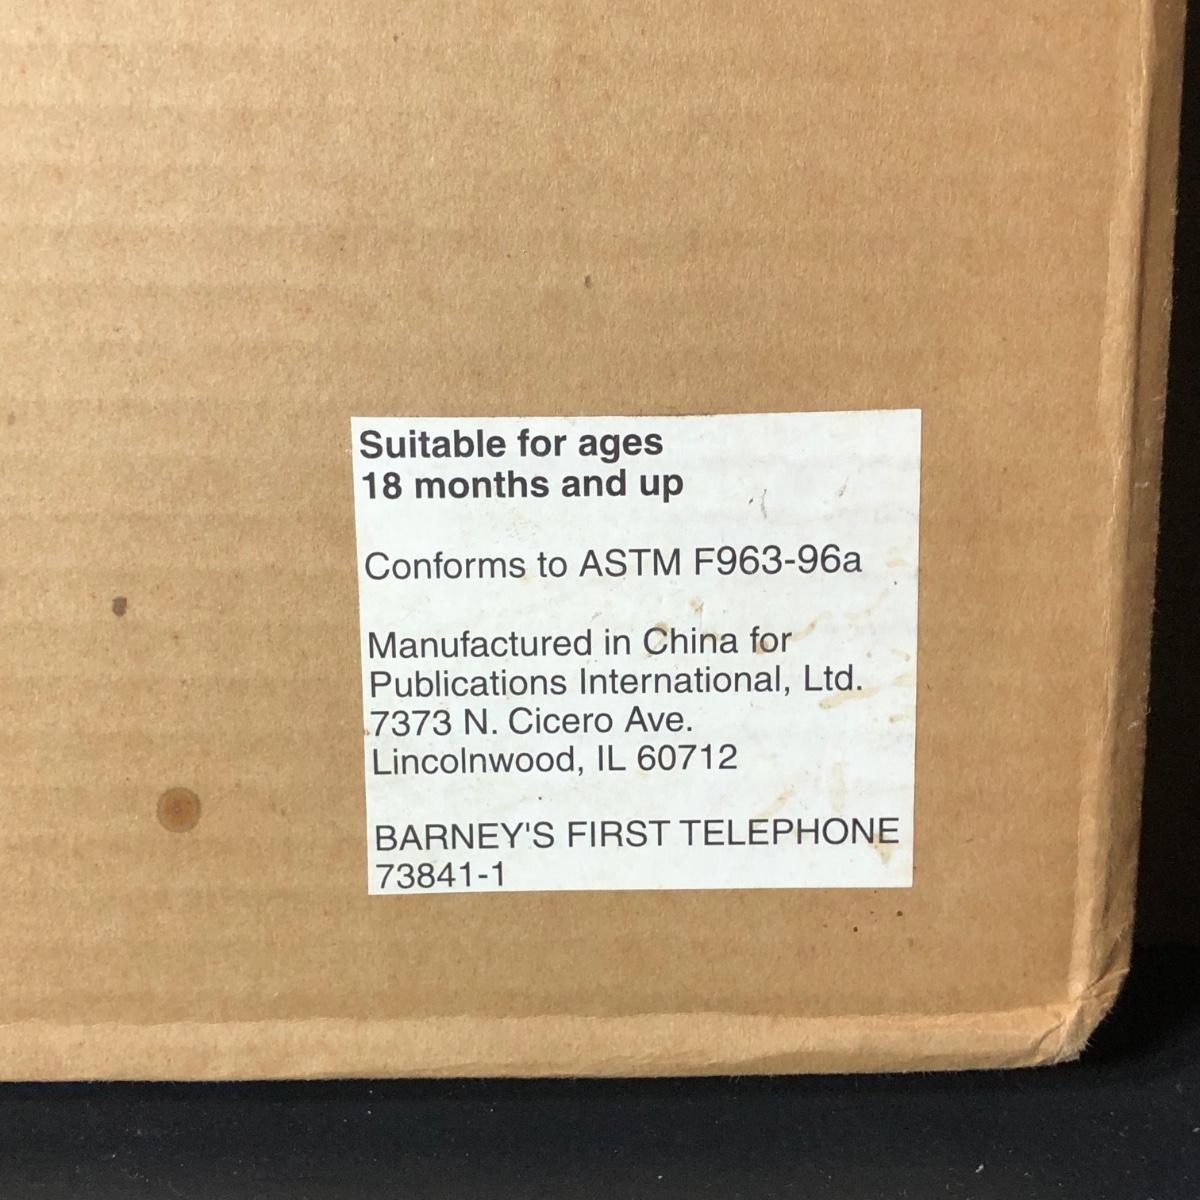 Suitable for ages
18 months and up
Conforms to ASTM F963-96a
Manufactured in China for
Publications International, Ltd.
7373 N. Cicero Ave.
Lincolnwood, IL 60712
BARNEY'S FIRST TELEPHONE
73841-1